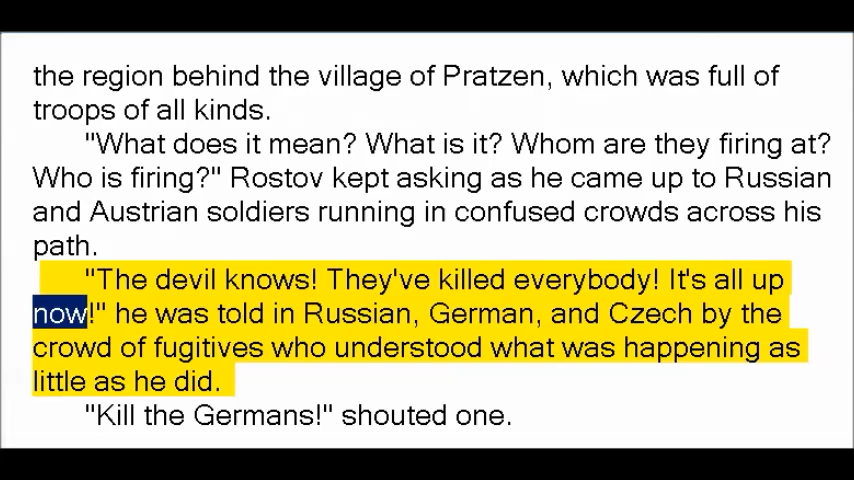 the region behind the village of Pratzen, which was full of
troops of all kinds.
"What does it mean? What is it? Whom are they firing at?
Who is firing?" Rostov kept asking as he came up to Russian
and Austrian soldiers running in confused crowds across his
path.
"The devil knows! They've killed everybody! It's all up
now!" he was told in Russian, German, and Czech by the
crowd of fugitives who understood what was happening as
little as he did.
"Kill the Germans!" shouted one.